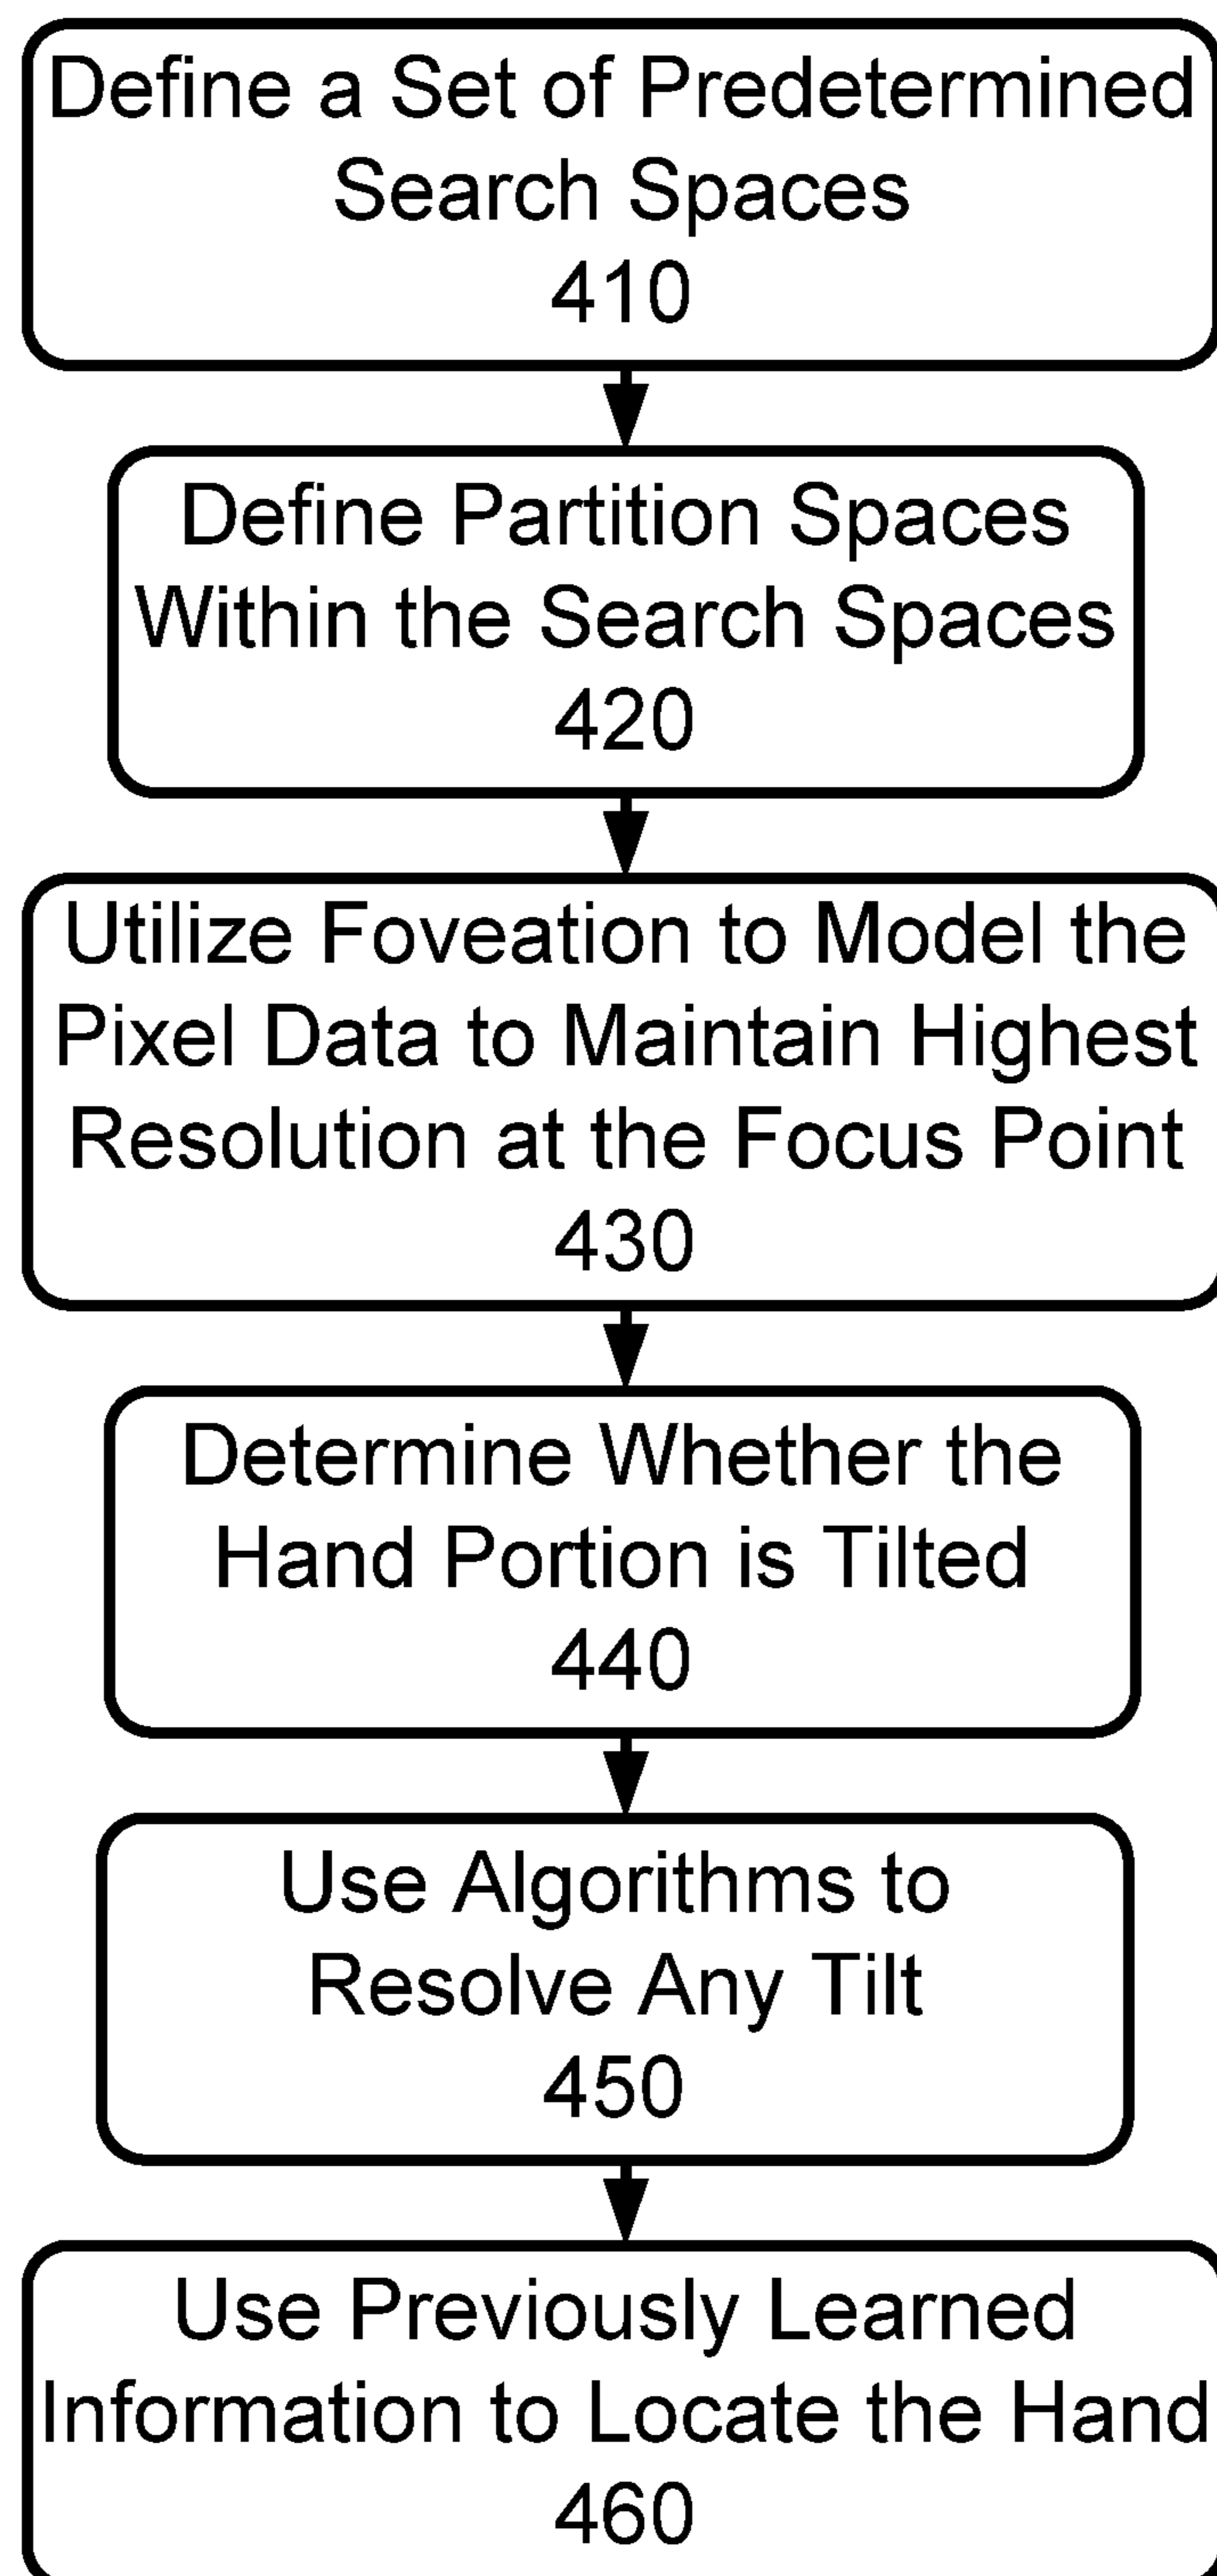 Define a Set of Predetermined
Search Spaces
410
Define Partition Spaces
Within the Search Spaces
420
Utilize Foveation to Model the
Pixel Data to Maintain Highest
Resolution at the Focus Point
430
Determine Whether the
Hand Portion is Tilted
440
Use Algorithms to
Resolve Any Tilt
450
Use Previously Learned
Information to Locate the Hand
460